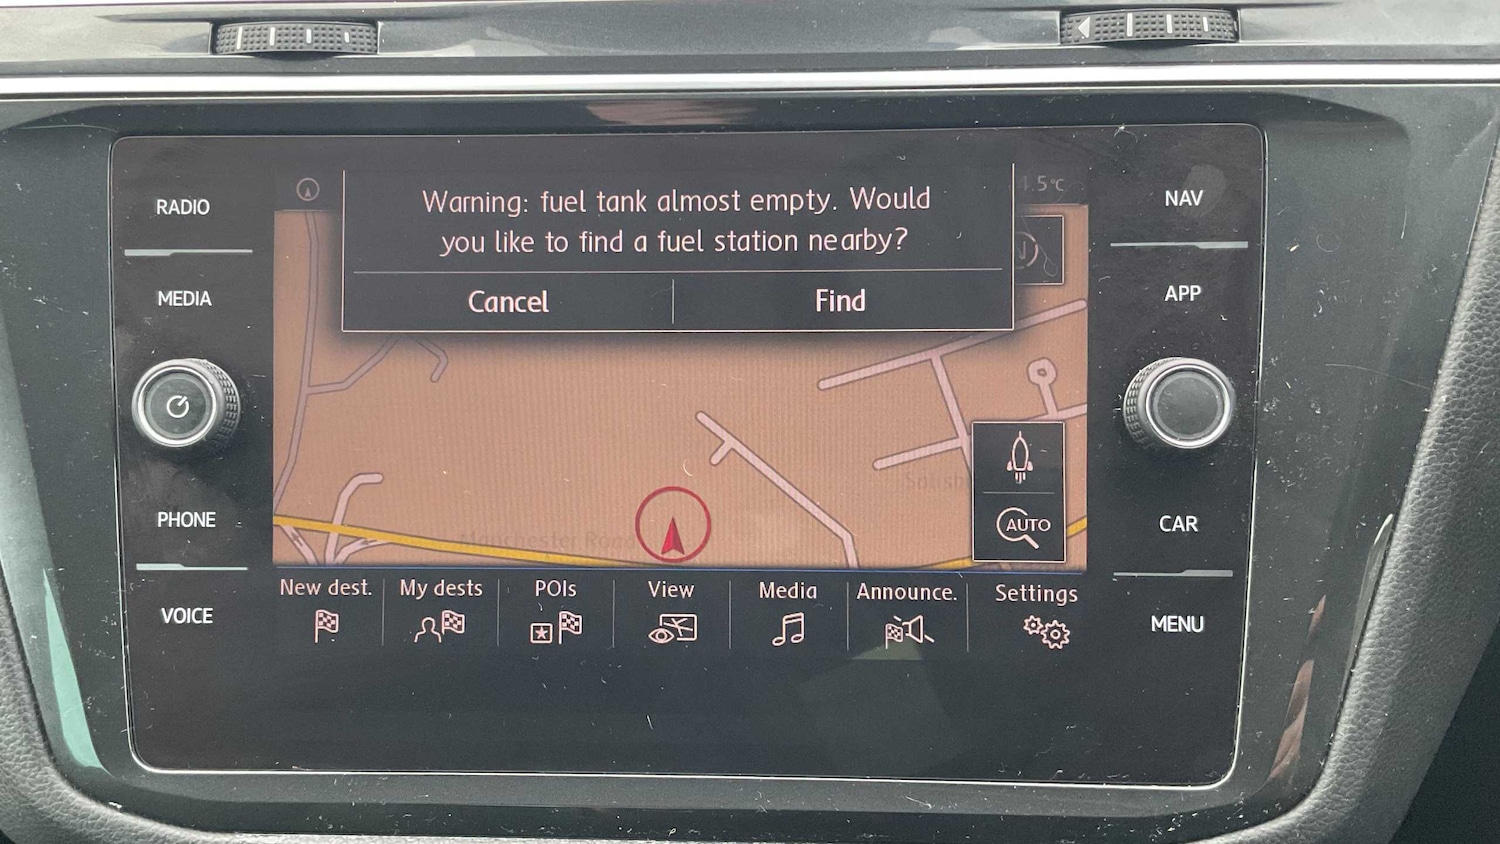 RADIO
MEDIA
PHONE
VOICE
Warning: fuel tank almost empty. Would
you like to find a fuel station nearby?
Cancel
Find
AUTO
Road
New dest.
My dests
POIs
View
Media
Announce.
Settings
NAV
APP
CAR
MENU